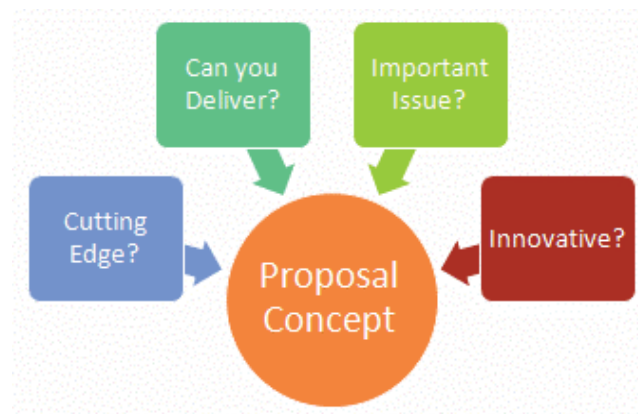 Can you
Deliver?
Important
Issue?
Cutting
Edge?
Innovative?
Proposal
Concept